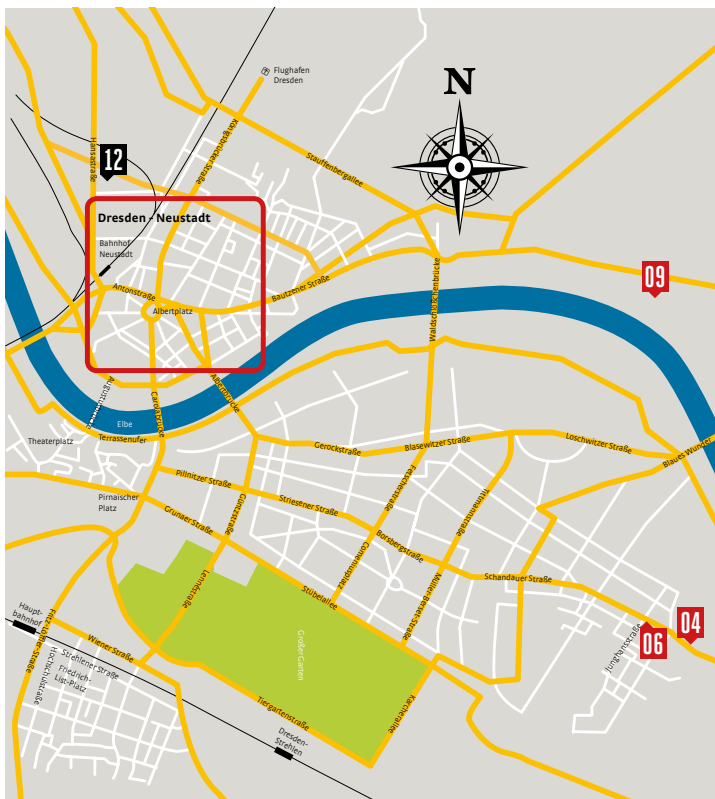 Flughafen
Dresden
N
Hansastraße
12
Königsbrücker Straße
Stauffenbergallee
Dresden - Neustadt
Bahnhof
Neustadt
Waldschlößchenbrücke
09
Antonstraße
Bautzener Straße
Albertplatz
Albertbrücke
Carolabrücke
Elbe
Theaterplatz
Terrassenufer
Gerockstraße
Blasewitzer Straße
Loschwitzer Straße
Blaues Wunder
Pillnitzer Straße
Fetscherstraße
Pirnaischer
Platz
Güntzstraße
Striesener Straße
Grunaer Straße
Borsbergstraße
Comeniusplatz
Schandauer Straße
Lennéstraße
Stübelallee
Müller-Berset-Straße
Haupt-
bahnhof
Wiener Straße
Strehlener Straße
Hochschulstraße
Friedrich-
List-Platz
Großer Garten
Junghansstraße
04
06
Tiergartenstraße
Karcherallee
Dresden-
Strehlen